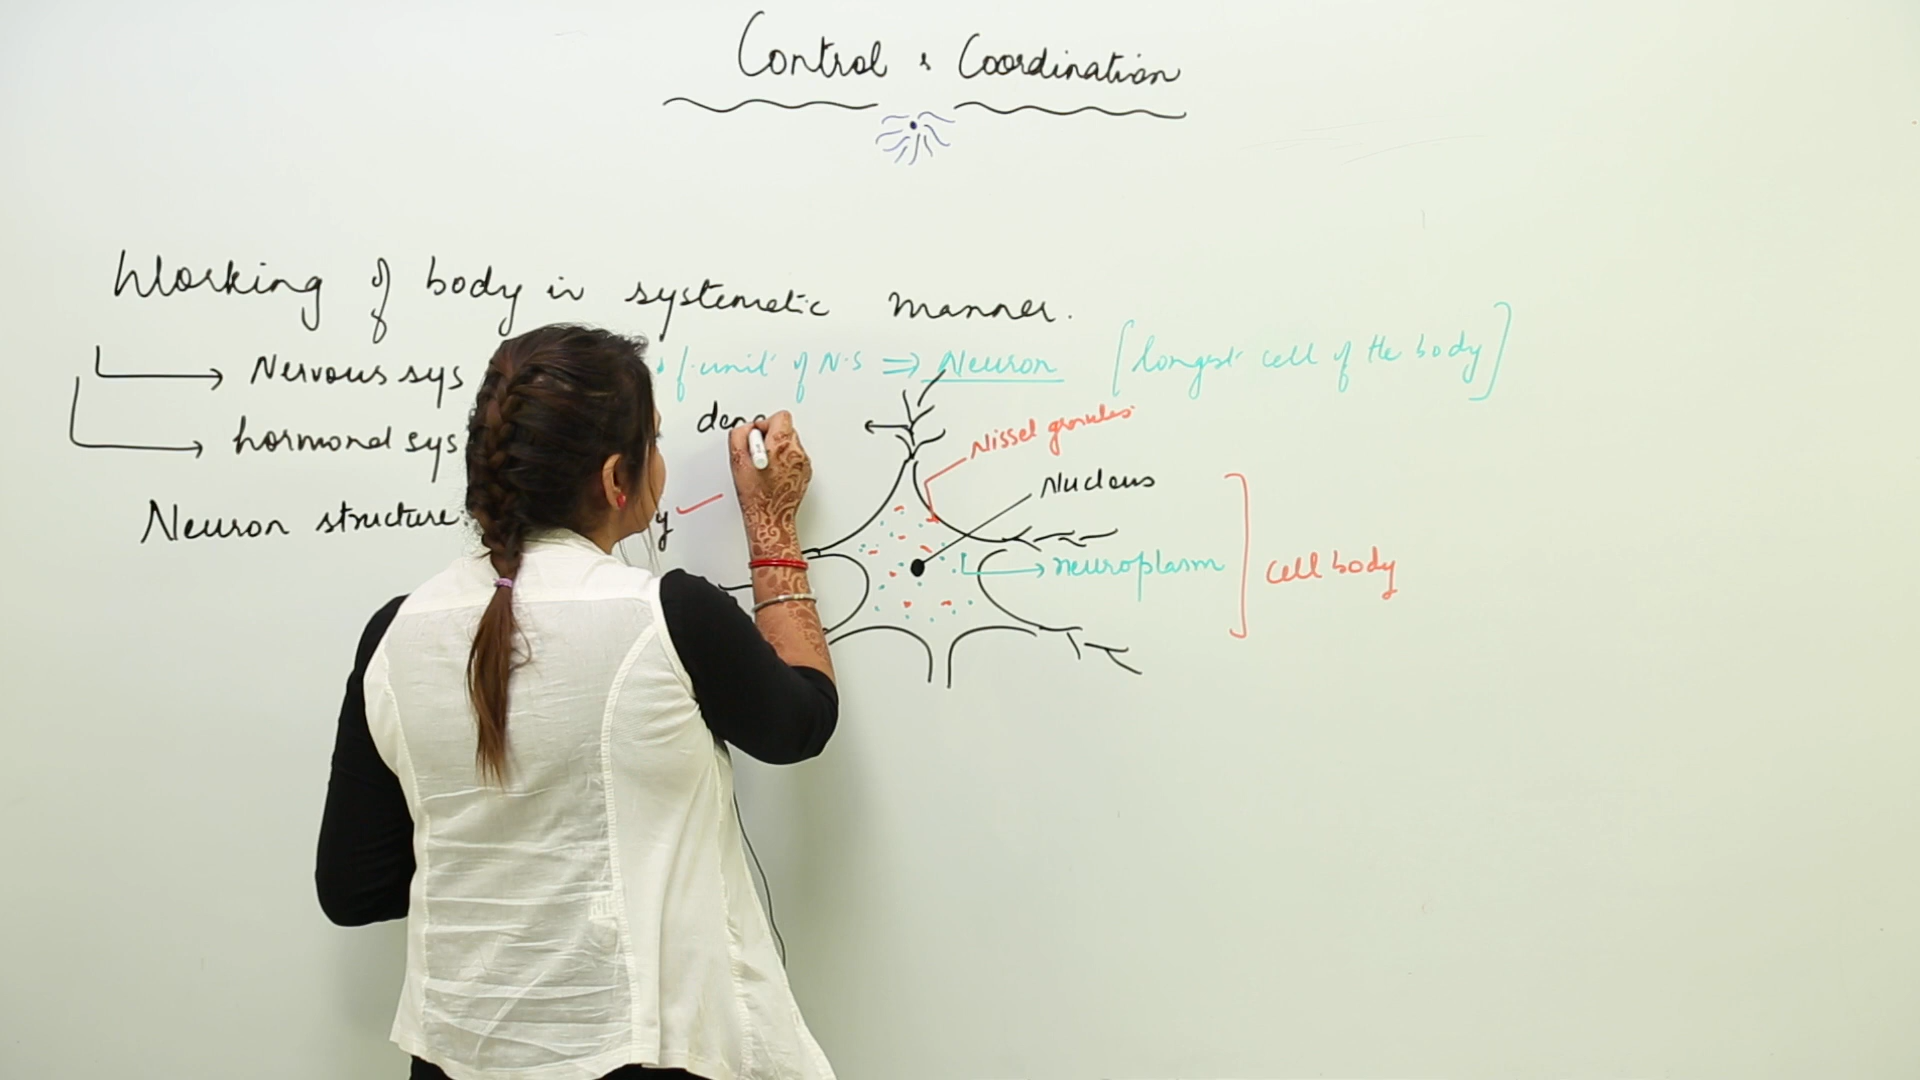 Control & Coordination
Working of body in systemetic manner.
Nervous sys
f.unit of N.S ⇒ Neuron [longest cell of the body]
hormonal sys
Nissel granules
Nucleus
Neuron structure
neuroplasm
cell body